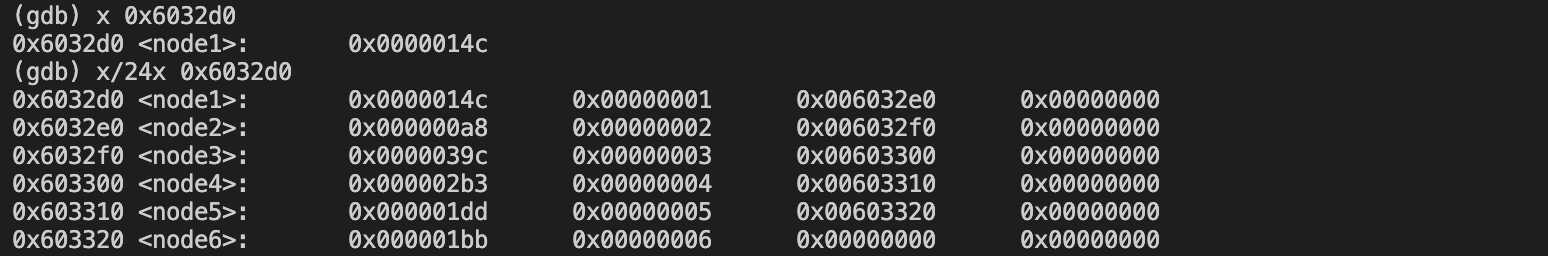 (gdb) x 0x6032d0
0x6032d0 <node1>:       0x0000014c
(gdb) x/24x 0x6032d0
0x6032d0 <node1>:       0x0000014c      0x00000001      0x006032e0      0x00000000
0x6032e0 <node2>:       0x000000a8      0x00000002      0x006032f0      0x00000000
0x6032f0 <node3>:       0x0000039c      0x00000003      0x00603300      0x00000000
0x603300 <node4>:       0x000002b3      0x00000004      0x00603310      0x00000000
0x603310 <node5>:       0x000001dd      0x00000005      0x00603320      0x00000000
0x603320 <node6>:       0x000001bb      0x00000006      0x00000000      0x00000000